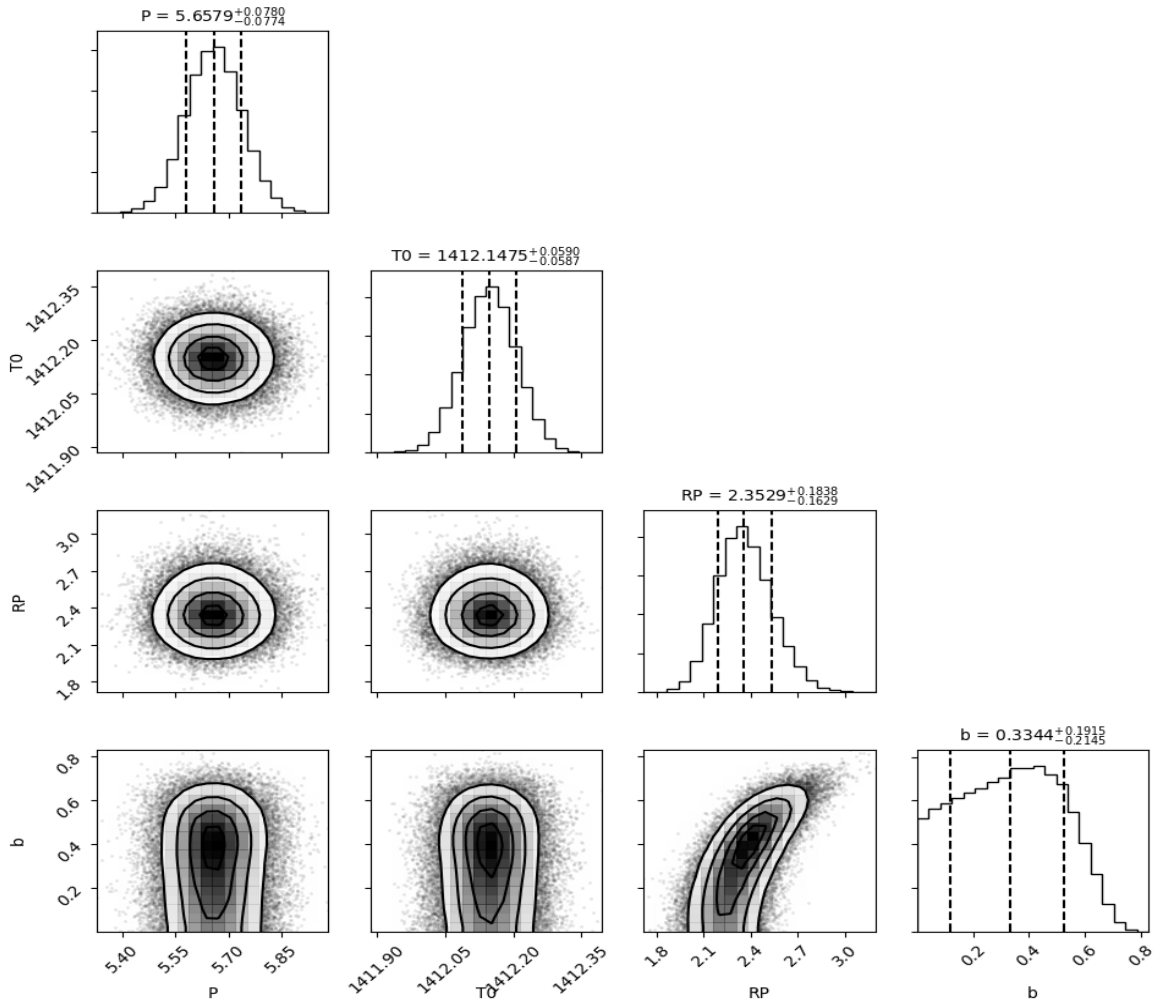 P = 5.6579+0.0780−0.0774
T0 = 1412.1475+0.0590−0.0587
1412.35
1412.20
1412.05
1411.90
T0
RP = 2.3529+0.1838−0.1629
3.0
2.7
2.4
2.1
1.8
RP
b = 0.3344+0.1915−0.2145
0.8
0.6
0.4
0.2
b
5.40 5.55 5.70 5.85
1411.90 1412.05 1412.20 1412.35
1.8 2.1 2.4 2.7 3.0
0.2 0.4 0.6 0.8
P T0 RP b